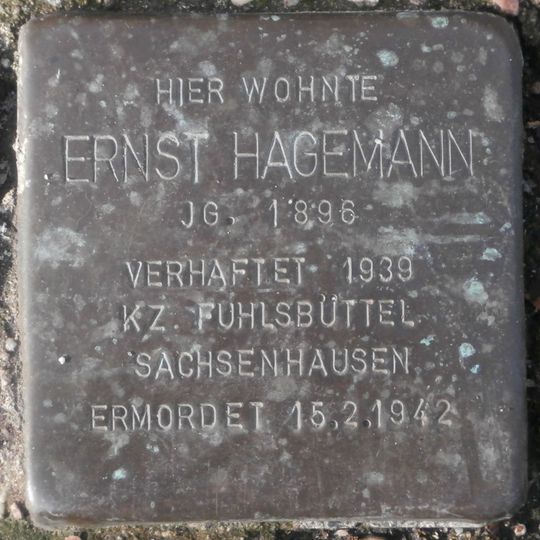 HIER WOHNTE
ERNST HAGEMANN
JG. 1896
VERHAFTET 1939
KZ FUHLSBÜTTEL
SACHSENHAUSEN
ERMORDET 15.2.1942